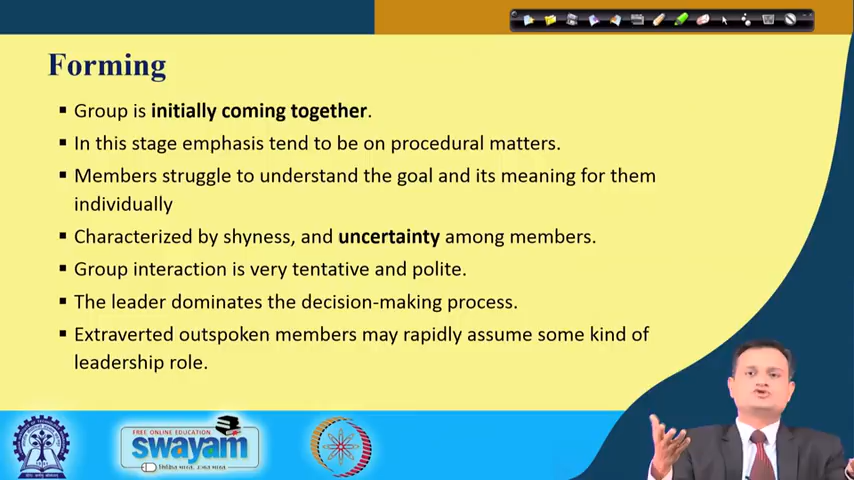 Forming
▪ Group is initially coming together.
▪ In this stage emphasis tend to be on procedural matters.
▪ Members struggle to understand the goal and its meaning for them
individually
▪ Characterized by shyness, and uncertainty among members.
▪ Group interaction is very tentative and polite.
▪ The leader dominates the decision-making process.
▪ Extraverted outspoken members may rapidly assume some kind of
leadership role.
FREE ONLINE EDUCATION
swayam